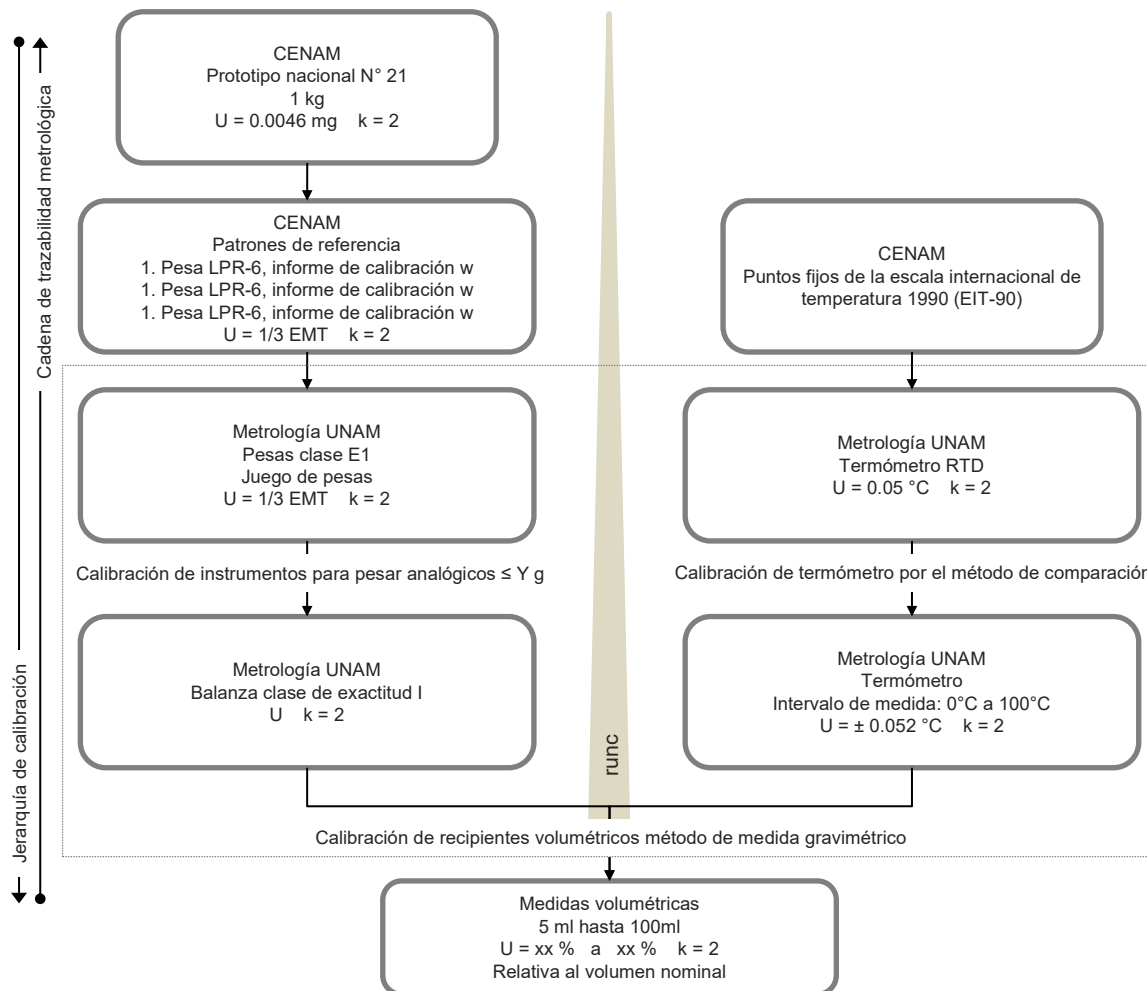 CENAM
Prototipo nacional N° 21
1 kg
U = 0.0046 mg k = 2
CENAM
Patrones de referencia
1. Pesa LPR-6, informe de calibración w
1. Pesa LPR-6, informe de calibración w
1. Pesa LPR-6, informe de calibración w
U = 1/3 EMT k = 2
CENAM
Puntos fijos de la escala internacional de
temperatura 1990 (EIT-90)
Metrología UNAM
Pesas clase E1
Juego de pesas
U = 1/3 EMT k = 2
Metrología UNAM
Termómetro RTD
U = 0.05 °C k = 2
Calibración de instrumentos para pesar analógicos ≤ Y g
Calibración de termómetro por el método de comparación
Metrología UNAM
Balanza clase de exactitud I
U k = 2
Metrología UNAM
Termómetro
Intervalo de medida: 0°C a 100°C
U = ± 0.052 °C k = 2
runc
Calibración de recipientes volumétricos método de medida gravimétrico
Medidas volumétricas
5 ml hasta 100ml
U = xx % a xx % k = 2
Relativa al volumen nominal
Cadena de trazabilidad metrológica
Jerarquía de calibración